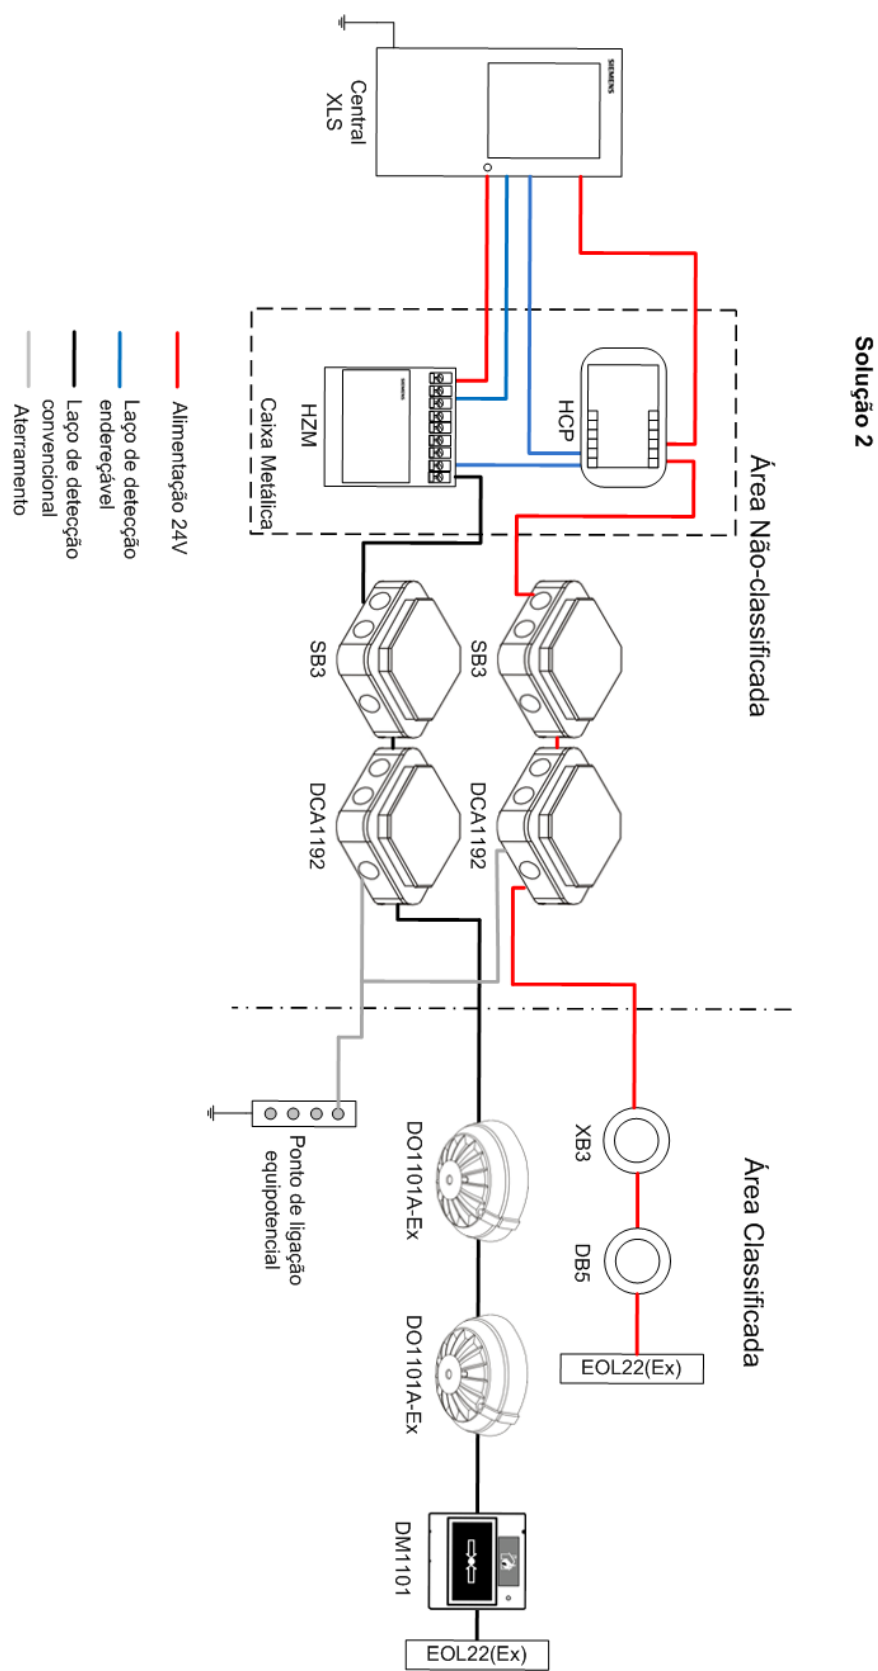 Solução 2
Área Não-classificada
Área Classificada
SIEMENS
Central
XLS
HCP
SIEMENS
HZM
Caixa Metálica
SB3
SB3
DCA1192
DCA1192
XB3
DB5
EOL22(Ex)
DO1101A-Ex
DO1101A-Ex
DM1101
EOL22(Ex)
Ponto de ligação
equipotencial
Alimentação 24V
Laço de detecção
endereçável
Laço de detecção
convencional
Aterramento